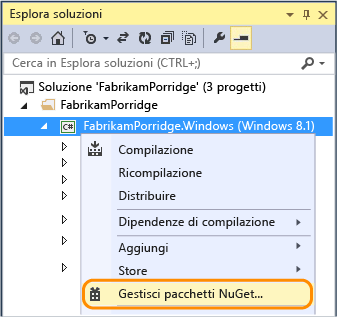 Esplora soluzioni
Cerca in Esplora soluzioni (CTRL+;)
Soluzione 'FabrikamPorridge' (3 progetti)
FabrikamPorridge
C# FabrikamPorridge.Windows (Windows 8.1)
Compilazione
Ricompilazione
Distribuire
Dipendenze di compilazione
Aggiungi
Store
Gestisci pacchetti NuGet...